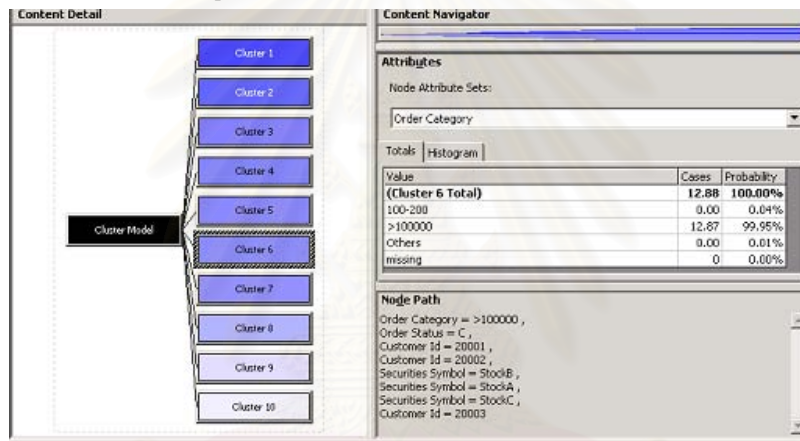 Content Detail
Cluster Model
Cluster 1
Cluster 2
Cluster 3
Cluster 4
Cluster 5
Cluster 6
Cluster 7
Cluster 8
Cluster 9
Cluster 10
Content Navigator
Attributes
Node Attribute Sets:
Order Category
Totals Histogram
Value Cases Probability
(Cluster 6 Total) 12.88 100.00%
100-200 0.00 0.04%
>100000 12.87 99.95%
Others 0.00 0.01%
missing 0 0.00%
Node Path
Order Category = >100000 ,
Order Status = C ,
Customer Id = 20001 ,
Customer Id = 20002 ,
Securities Symbol = StockB ,
Securities Symbol = StockA ,
Securities Symbol = StockC ,
Customer Id = 20003